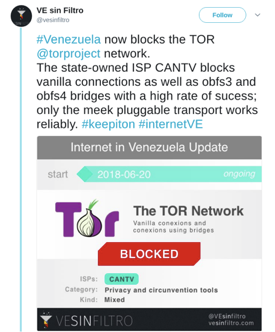 VE sin Filtro
@vesinfiltro
Follow
#Venezuela now blocks the TOR
@torproject network.
The state-owned ISP CANTV blocks
vanilla connections as well as obfs3 and
obfs4 bridges with a high rate of sucess;
only the meek pluggable transport works
reliably. #keepiton #internetVE
Internet in Venezuela Update
start 2018-06-20 ongoing
Tor
The TOR Network
Vanilla conexions and
conexions using bridges
BLOCKED
ISPs: CANTV
Category: Privacy and circunvention tools
Kind: Mixed
VESINFILTRO
@VEsinfiltro
vesinfiltro.com